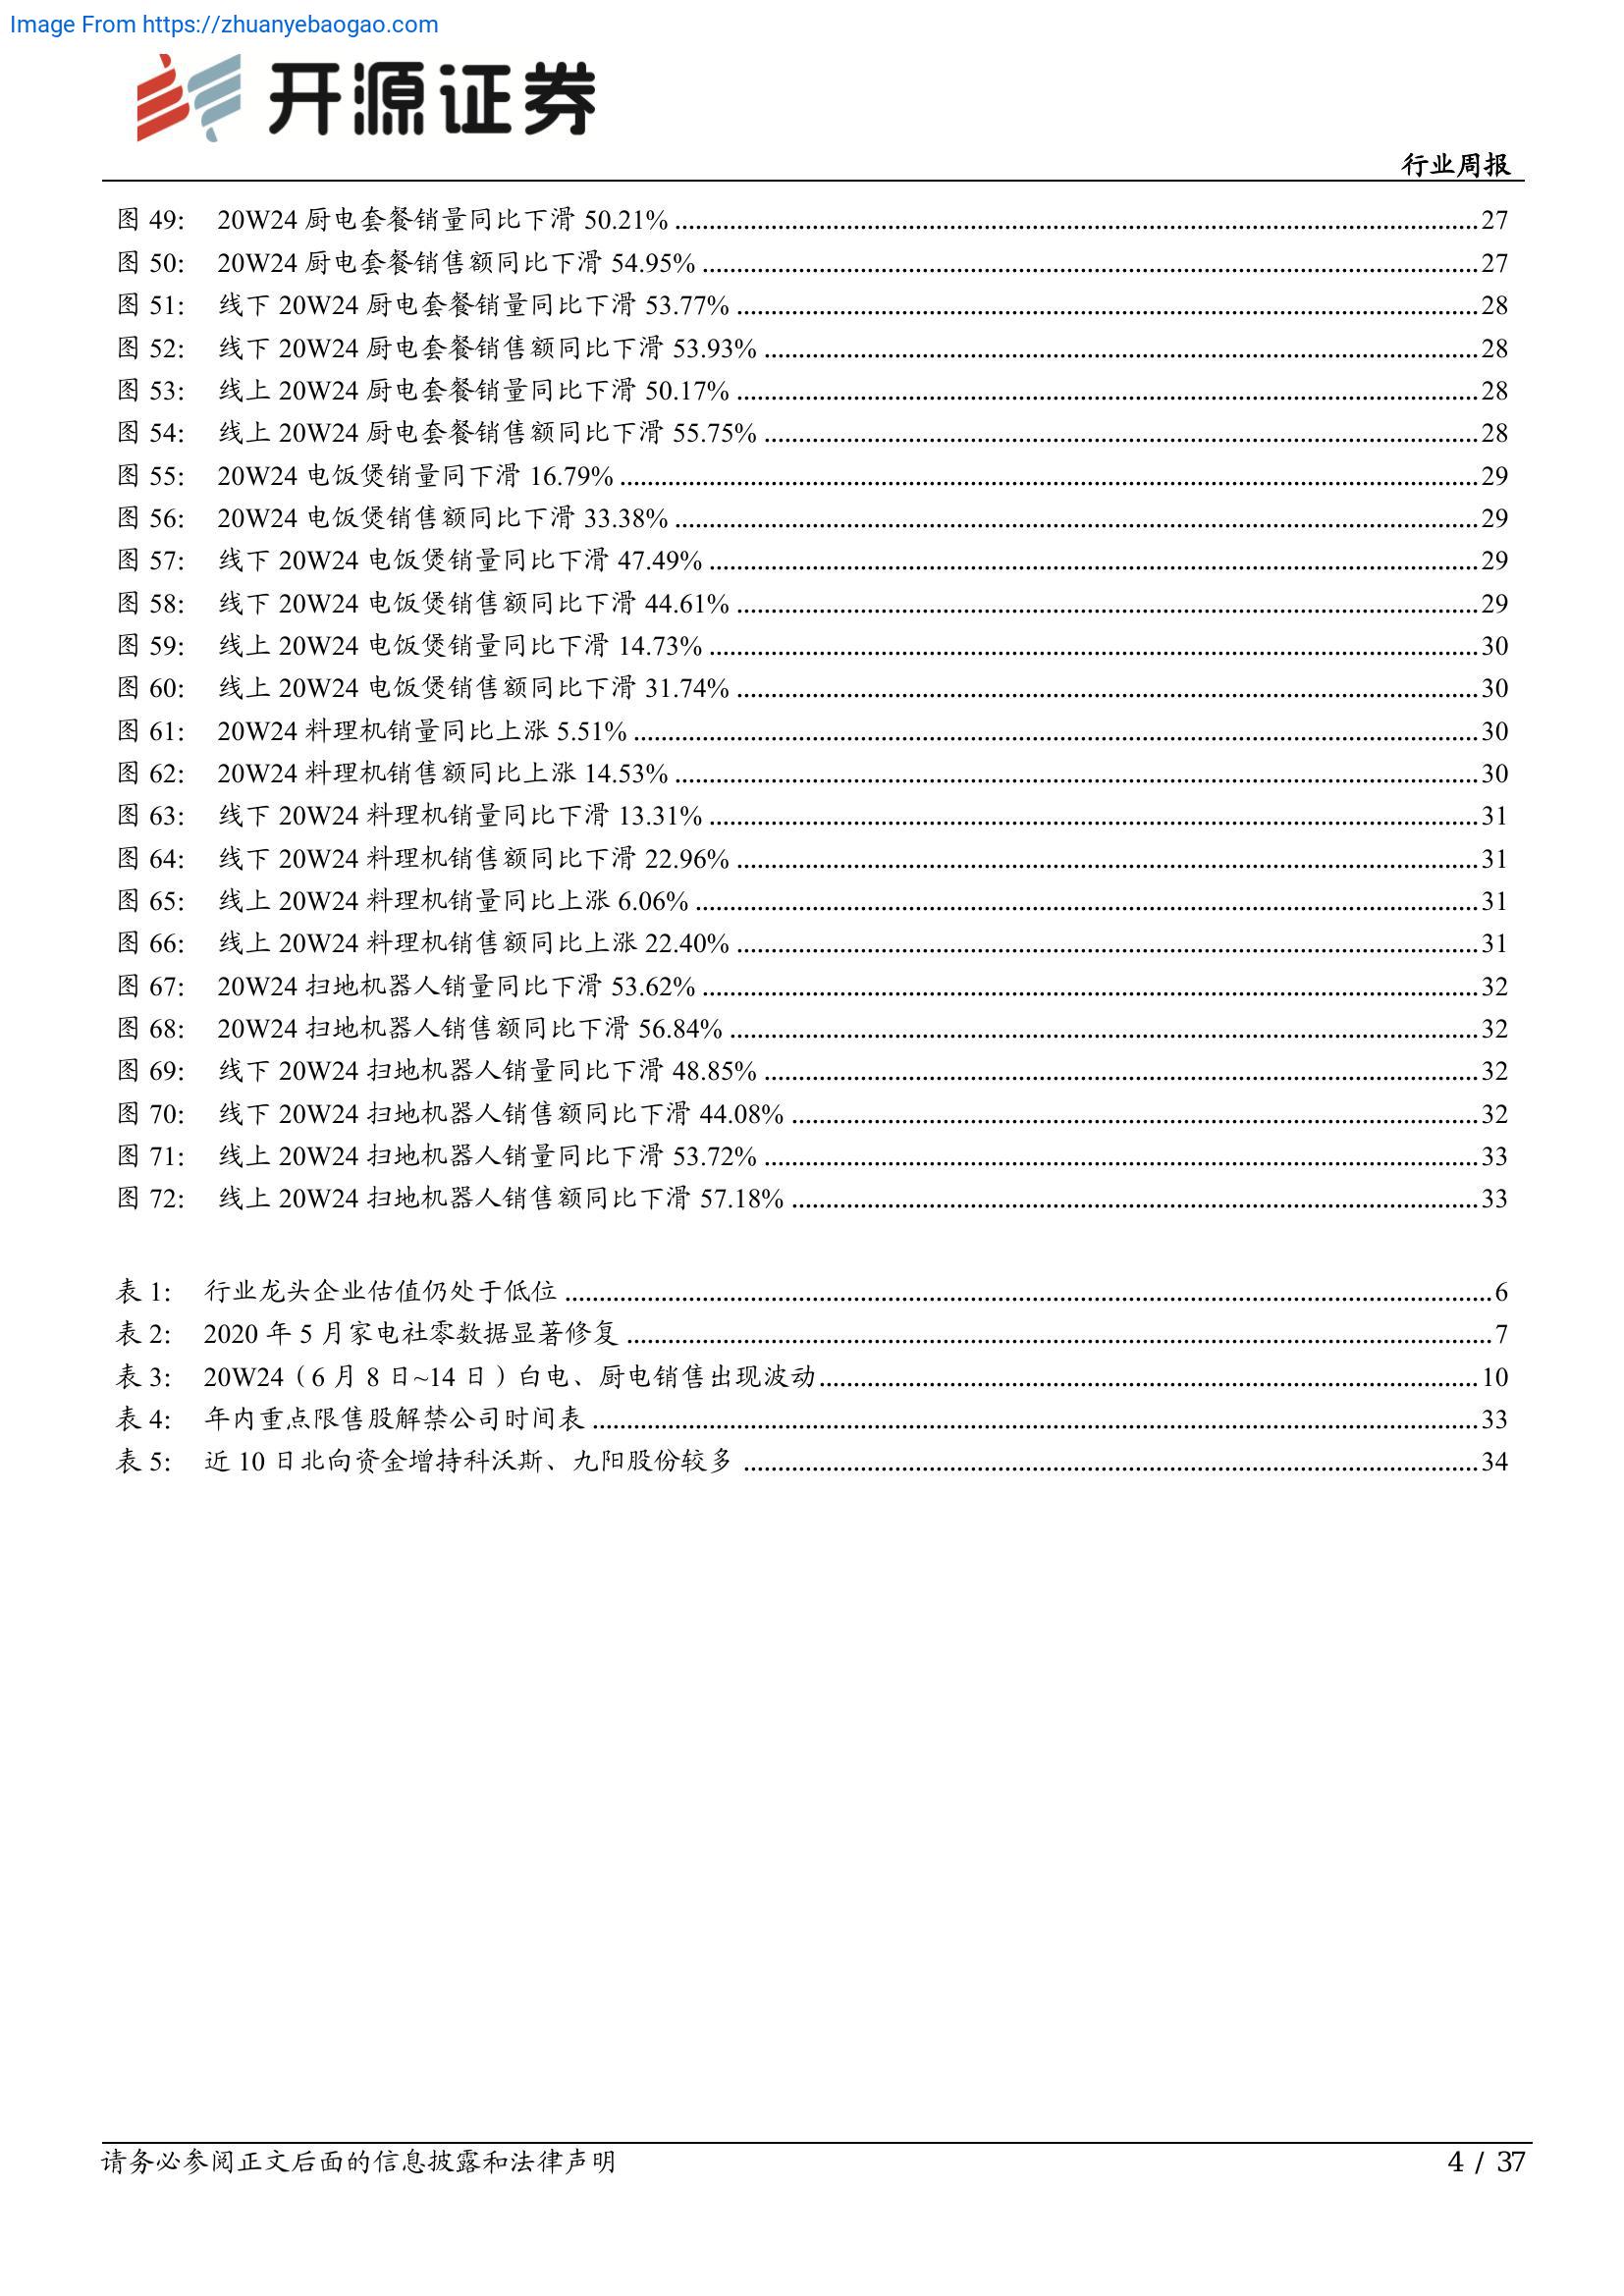 Image From https://zhuanyebaogao.com
开源证券
行业周报
图 49: 20W24 厨电套餐销量同比下滑 50.21% 27
图 50: 20W24 厨电套餐销售额同比下滑 54.95% 27
图 51: 线下 20W24 厨电套餐销量同比下滑 53.77% 28
图 52: 线下 20W24 厨电套餐销售额同比下滑 53.93% 28
图 53: 线上 20W24 厨电套餐销量同比下滑 50.17% 28
图 54: 线上 20W24 厨电套餐销售额同比下滑 55.75% 28
图 55: 20W24 电饭煲销量同下滑 16.79% 29
图 56: 20W24 电饭煲销售额同比下滑 33.38% 29
图 57: 线下 20W24 电饭煲销量同比下滑 47.49% 29
图 58: 线下 20W24 电饭煲销售额同比下滑 44.61% 29
图 59: 线上 20W24 电饭煲销量同比下滑 14.73% 30
图 60: 线上 20W24 电饭煲销售额同比下滑 31.74% 30
图 61: 20W24 料理机销量同比上涨 5.51% 30
图 62: 20W24 料理机销售额同比上涨 14.53% 30
图 63: 线下 20W24 料理机销量同比下滑 13.31% 31
图 64: 线下 20W24 料理机销售额同比下滑 22.96% 31
图 65: 线上 20W24 料理机销量同比上涨 6.06% 31
图 66: 线上 20W24 料理机销售额同比上涨 22.40% 31
图 67: 20W24 扫地机器人销量同比下滑 53.62% 32
图 68: 20W24 扫地机器人销售额同比下滑 56.84% 32
图 69: 线下 20W24 扫地机器人销量同比下滑 48.85% 32
图 70: 线下 20W24 扫地机器人销售额同比下滑 44.08% 32
图 71: 线上 20W24 扫地机器人销量同比下滑 53.72% 33
图 72: 线上 20W24 扫地机器人销售额同比下滑 57.18% 33
表 1: 行业龙头企业估值仍处于低位 6
表 2: 2020 年 5 月家电社零数据显著修复 7
表 3: 20W24（6 月 8 日~14 日）白电、厨电销售出现波动 10
表 4: 年内重点限售股解禁公司时间表 33
表 5: 近 10 日北向资金增持科沃斯、九阳股份较多 34
请务必参阅正文后面的信息披露和法律声明 4 / 37